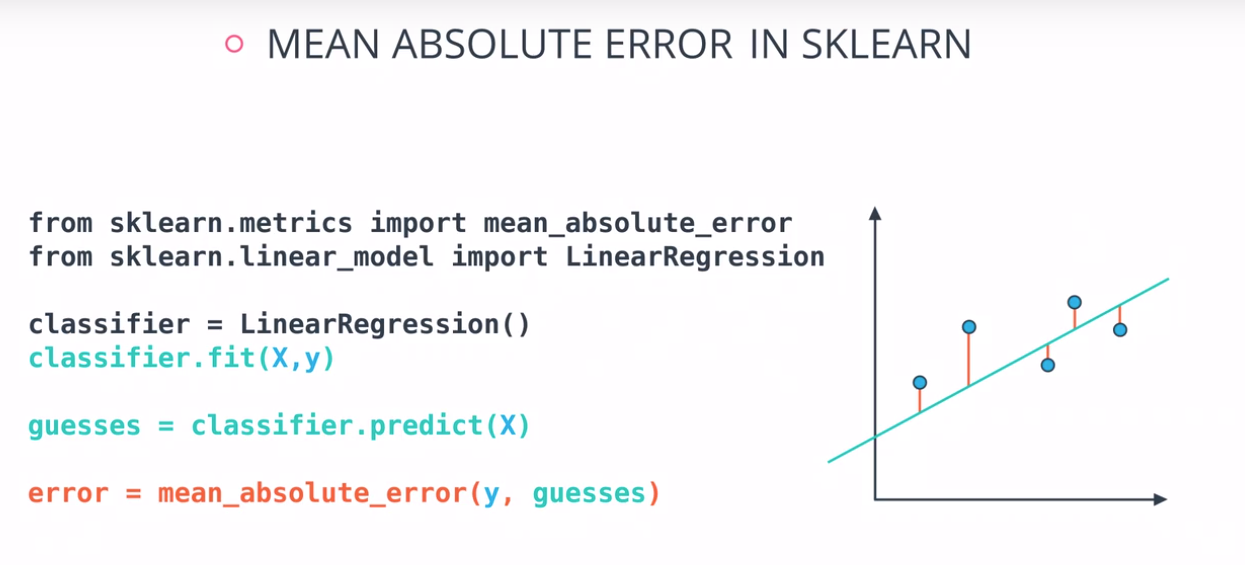 MEAN ABSOLUTE ERROR IN SKLEARN
from sklearn.metrics import mean_absolute_error
from sklearn.linear_model import LinearRegression
classifier = LinearRegression()
classifier.fit(X,y)
guesses = classifier.predict(X)
error = mean_absolute_error(y, guesses)